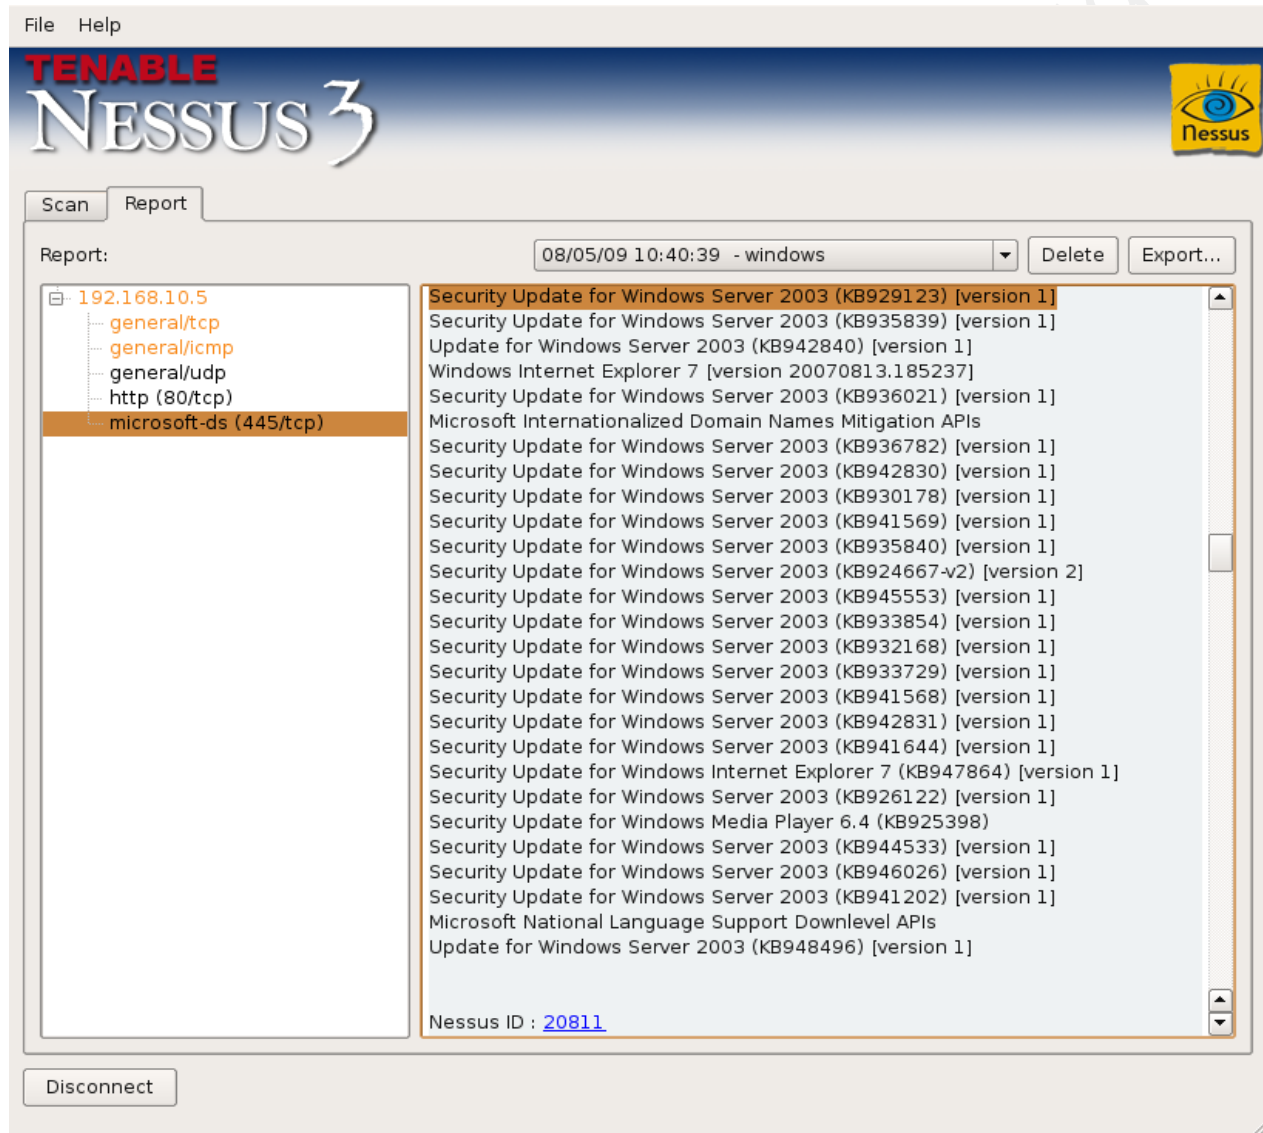 File Help
TENABLE
NESSUS 3
nessus
Scan Report
Report: 08/05/09 10:40:39 - windows Delete Export...
192.168.10.5
general/tcp
general/icmp
general/udp
http (80/tcp)
microsoft-ds (445/tcp)
Security Update for Windows Server 2003 (KB929123) [version 1]
Security Update for Windows Server 2003 (KB935839) [version 1]
Update for Windows Server 2003 (KB942840) [version 1]
Windows Internet Explorer 7 [version 20070813.185237]
Security Update for Windows Server 2003 (KB936021) [version 1]
Microsoft Internationalized Domain Names Mitigation APIs
Security Update for Windows Server 2003 (KB936782) [version 1]
Security Update for Windows Server 2003 (KB942830) [version 1]
Security Update for Windows Server 2003 (KB930178) [version 1]
Security Update for Windows Server 2003 (KB941569) [version 1]
Security Update for Windows Server 2003 (KB935840) [version 1]
Security Update for Windows Server 2003 (KB924667-v2) [version 2]
Security Update for Windows Server 2003 (KB945553) [version 1]
Security Update for Windows Server 2003 (KB933854) [version 1]
Security Update for Windows Server 2003 (KB932168) [version 1]
Security Update for Windows Server 2003 (KB933729) [version 1]
Security Update for Windows Server 2003 (KB941568) [version 1]
Security Update for Windows Server 2003 (KB942831) [version 1]
Security Update for Windows Server 2003 (KB941644) [version 1]
Security Update for Windows Internet Explorer 7 (KB947864) [version 1]
Security Update for Windows Server 2003 (KB926122) [version 1]
Security Update for Windows Media Player 6.4 (KB925398)
Security Update for Windows Server 2003 (KB944533) [version 1]
Security Update for Windows Server 2003 (KB946026) [version 1]
Security Update for Windows Server 2003 (KB941202) [version 1]
Microsoft National Language Support Downlevel APIs
Update for Windows Server 2003 (KB948496) [version 1]
Nessus ID : 20811
Disconnect